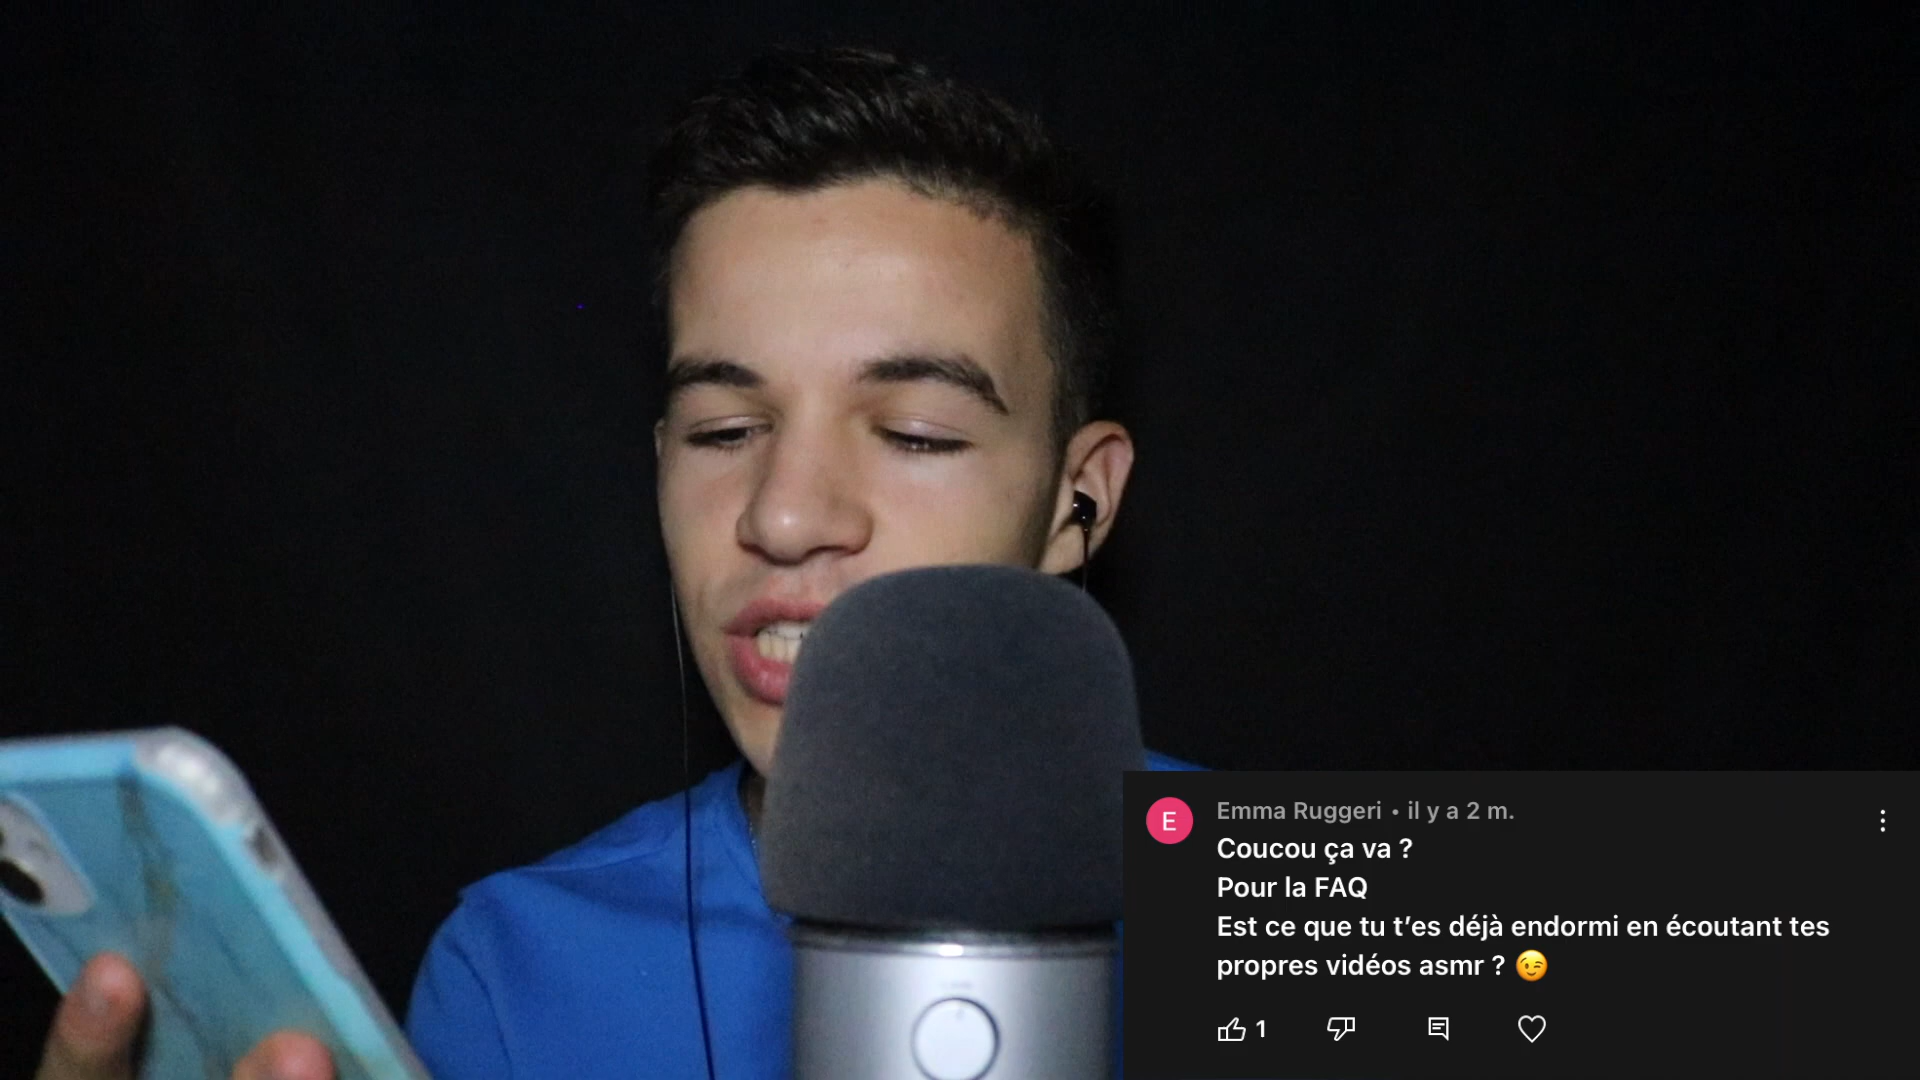 E
Emma Ruggeri • il y a 2 m.
Coucou ça va ?
Pour la FAQ
Est ce que tu t’es déjà endormi en écoutant tes
propres vidéos asmr ? 😉
1